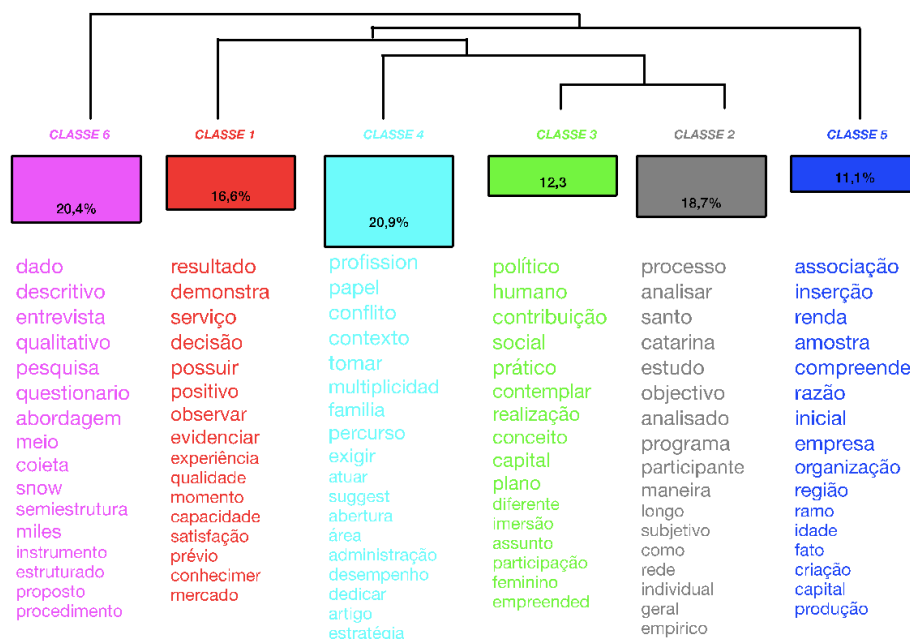 CLASSE 6
CLASSE 1
CLASSE 4
CLASSE 3
CLASSE 2
CLASSE 5
20,4%
16,6%
20,9%
12,3
18,7%
11,1%
dado
descritivo
entrevista
qualitativo
pesquisa
questionario
abordagem
meio
coieta
snow
semiestrutura
miles
instrumento
estruturado
proposto
procedimento
resultado
demonstra
serviço
decisão
possuir
positivo
observar
evidenciar
experiência
qualidade
momento
capacidade
satisfação
prévio
conhecimer
mercado
profission
papel
conflito
contexto
tomar
multiplicidad
familia
percurso
exigir
atuar
suggest
abertura
área
administração
desempenho
dedicar
artigo
estratégia
político
humano
contribuição
social
prático
contemplar
realização
conceito
capital
plano
diferente
imersão
assunto
participação
feminino
empreended
processo
analisar
santo
catarina
estudo
objectivo
analisado
programa
participante
maneira
longo
subjetivo
como
rede
individual
geral
empirico
associação
inserção
renda
amostra
compreende
razão
inicial
empresa
organização
região
ramo
idade
fato
criação
capital
produção